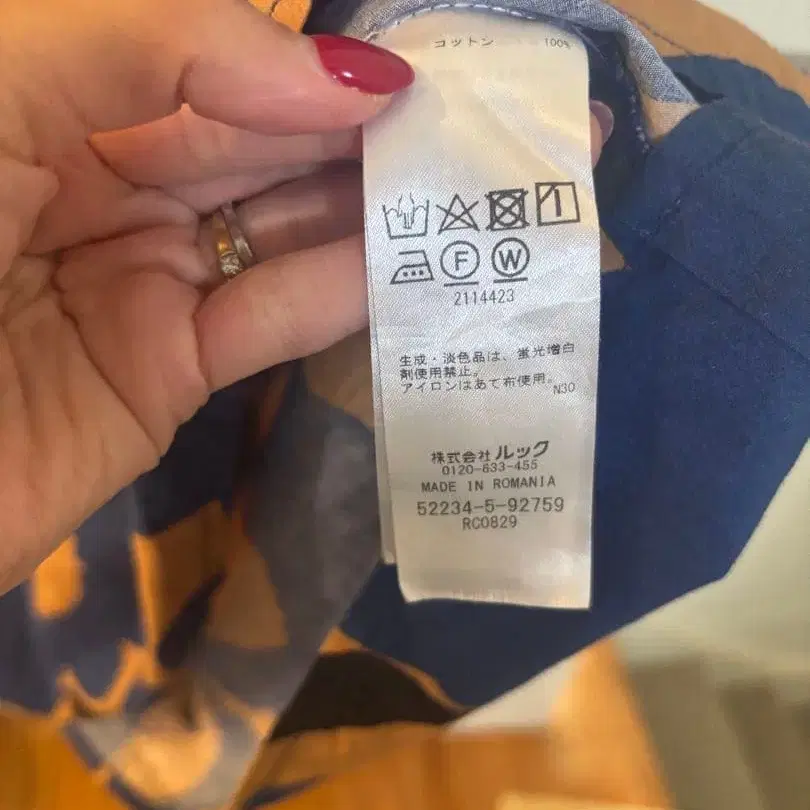 コットン 100%
F W
2114423
生成・淡色品は、蛍光増白
剤使用禁止。
アイロンはあて布使用。
N30
株式会社ルック
0120-633-455
MADE IN ROMANIA
52234-5-92759
RC0829